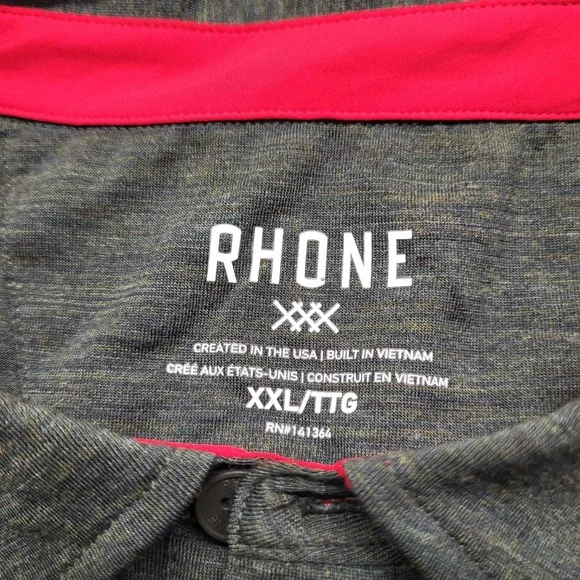 RHONE
CREATED IN THE USA | BUILT IN VIETNAM
CRÉÉ AUX ÉTATS-UNIS | CONSTRUIT EN VIETNAM
XXL/TTG
RN#141364